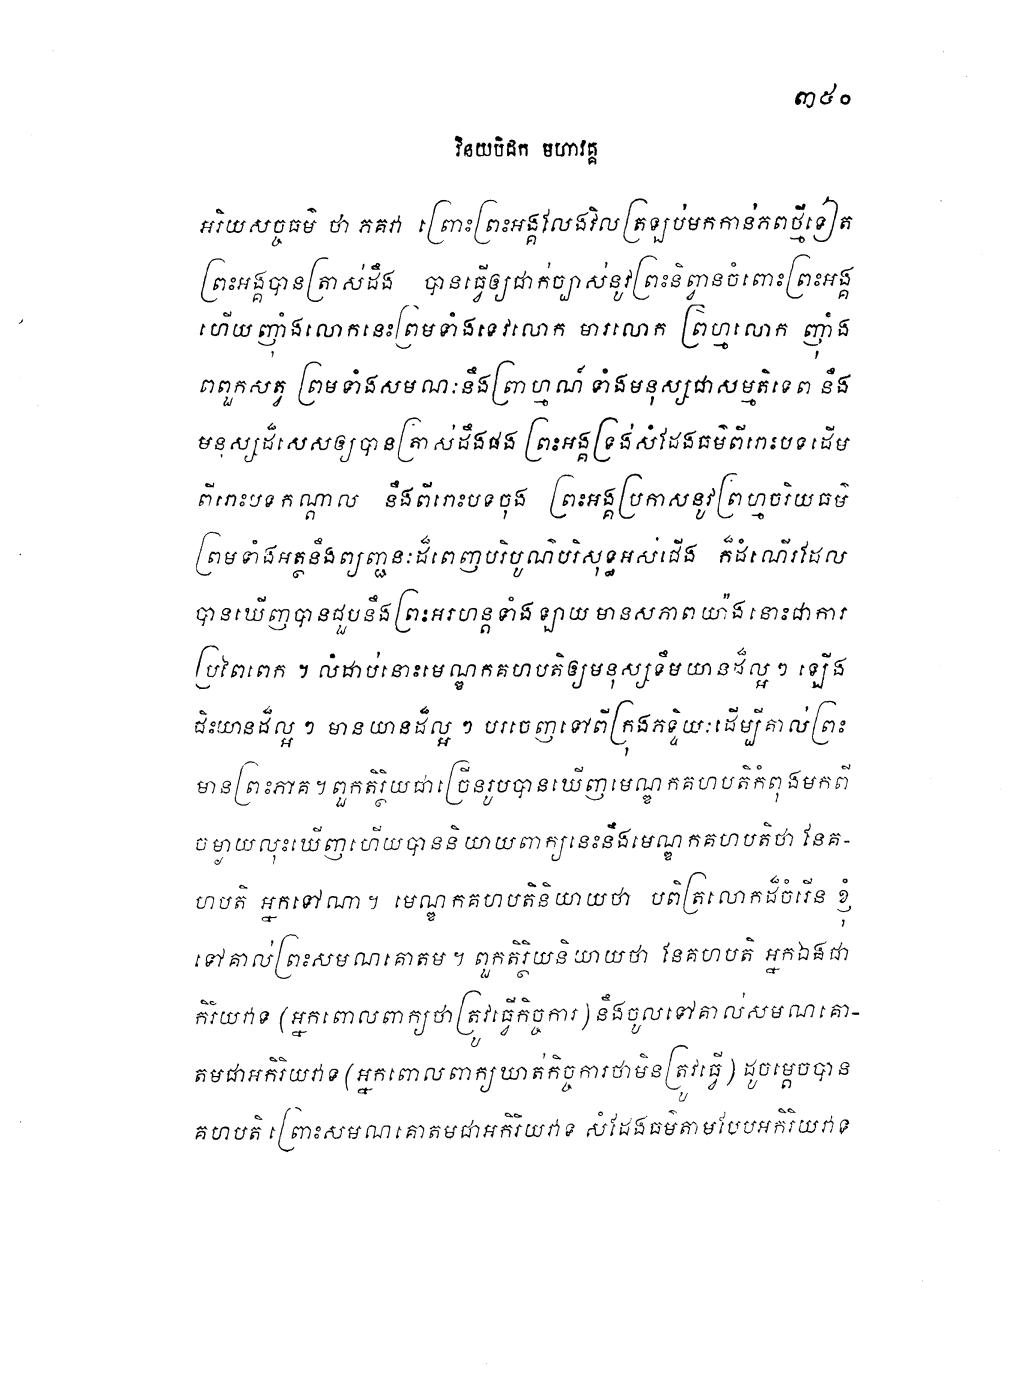 ៣៥០
វិនយបិដក មហាវគ្គ
អរិយសច្ចធម៌ ថា ភគវា ព្រោះព្រះអង្គលែងវិលត្រឡប់មកកាន់ភពថ្មីទៀត
ព្រះអង្គបានត្រាស់ដឹង បានធ្វើឲ្យជាក់ច្បាស់នូវព្រះនិព្វានចំពោះព្រះអង្គ
ហើយញុំាងលោកនេះព្រមទាំងទេវលោក មារលោក ព្រហ្មលោក ញុំាង
ពពួកសត្វ ព្រមទាំងសមណៈនឹងព្រាហ្មណ៍ ទាំងមនុស្សជាសម្មតិទេព នឹង
មនុស្សដ៏សេសឲ្យបានត្រាស់ដឹងផង ព្រះអង្គទ្រង់សំដែងធម៌ពីរោះបទដើម
ពីរោះបទកណ្តាល នឹងពីរោះបទចុង ព្រះអង្គប្រកាសនូវព្រហ្មចរិយធម៌
ព្រមទាំងអត្ថនឹងព្យញ្ជនៈដ៏ពេញបរិបូណ៌បរិសុទ្ធអស់ជើង ក៏ដំណើរដែល
បានឃើញបានជួបនឹងព្រះអរហន្តទាំងឡាយ មានសភាពយ៉ាងនោះជាការ
ប្រពៃពេក ។ លំដាប់នោះមេណ្ឌកគហបតិឲ្យមនុស្សទឹមយានដ៏ល្អ ៗ ឡើង
ជិះយានដ៏ល្អ ៗ មានយានដ៏ល្អ ៗ បរចេញទៅពីក្រុងភទ្ទិយៈដើម្បីគាល់ព្រះ
មានព្រះភាគ ។ ពួកតិរ្ថិយជាច្រើនរូបបានឃើញមេណ្ឌកគហបតិកំពុងមកពី
ចម្ងាយលុះឃើញហើយបាននិយាយពាក្យនេះនឹងមេណ្ឌកគហបតិថា នែគ-
ហបតិ អ្នកទៅណា ។ មេណ្ឌកគហបតិនិយាយថា បពិត្រលោកដ៏ចំរើន ខ្ញុំ
ទៅគាល់ព្រះសមណគោតម ។ ពួកតិរ្ថិយនិយាយថា នែគហបតិ អ្នកឯងជា
កិរិយវាទ (អ្នកពោលពាក្យថាត្រូវធ្វើកិច្ចការ) នឹងចូលទៅគាល់សមណគោ-
តមជាអកិរិយវាទ (អ្នកពោលពាក្យឃាត់កិច្ចការថាមិនត្រូវធ្វើ) ដូចម្តេចបាន
គហបតិ ព្រោះសមណគោតមជាអកិរិយវាទ សំដែងធម៌តាមបែបអកិរិយវាទ